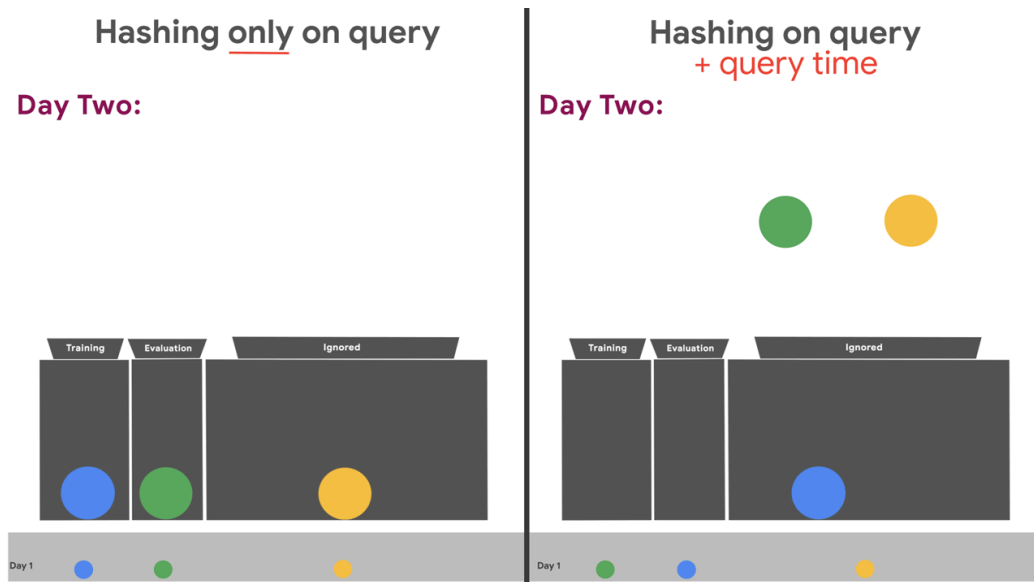 Hashing only on query
Day Two:
Training
Evaluation
Ignored
Day 1
Hashing on query
+ query time
Day Two:
Training
Evaluation
Ignored
Day 1